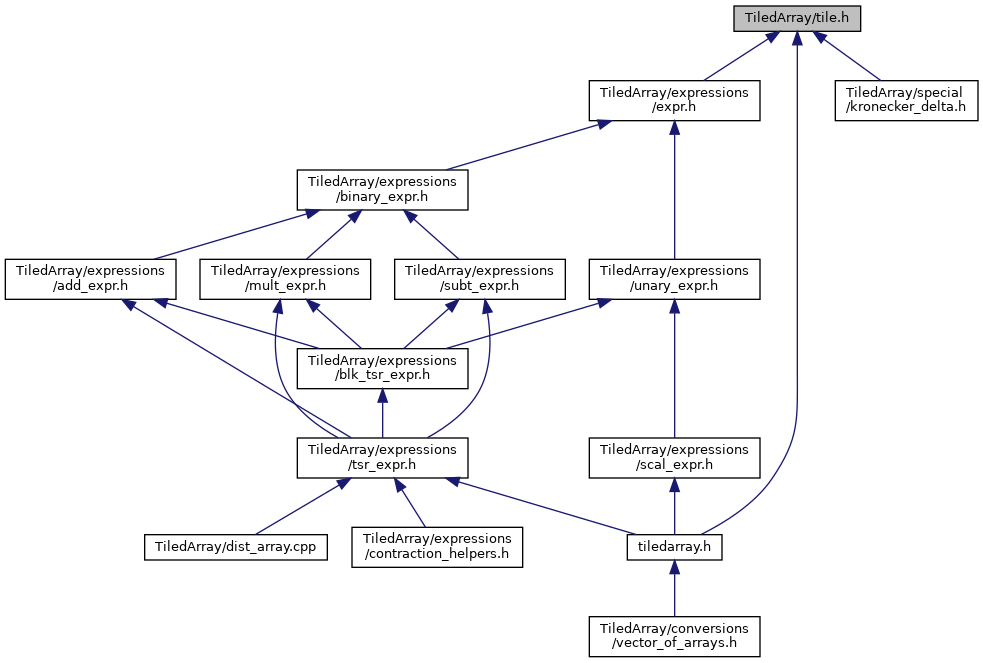 TiledArray/tile.h
TiledArray/expressions
/expr.h
TiledArray/special
/kronecker_delta.h
TiledArray/expressions
/binary_expr.h
TiledArray/expressions
/add_expr.h
TiledArray/expressions
/mult_expr.h
TiledArray/expressions
/subt_expr.h
TiledArray/expressions
/unary_expr.h
TiledArray/expressions
/blk_tsr_expr.h
TiledArray/expressions
/tsr_expr.h
TiledArray/expressions
/scal_expr.h
TiledArray/dist_array.cpp
TiledArray/expressions
/contraction_helpers.h
tiledarray.h
TiledArray/conversions
/vector_of_arrays.h